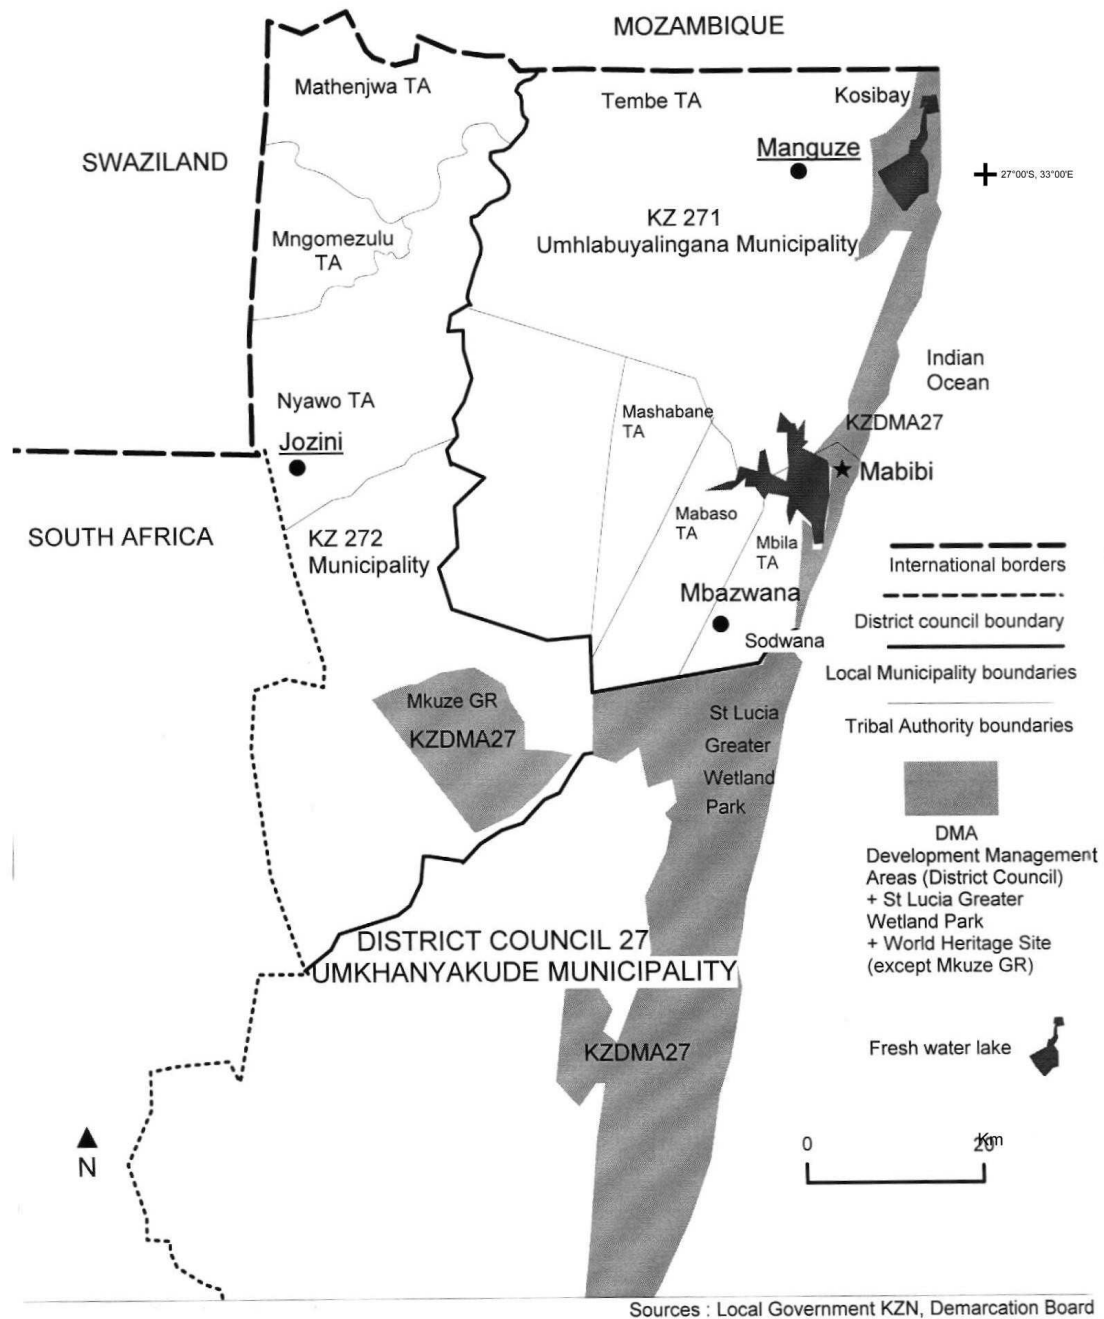 MOZAMBIQUE
Mathenjwa TA
Tembe TA
Kosibay
SWAZILAND
Manguze
27°00'S, 33°00'E
KZ 271
Umhlabuyalingana Municipality
Mngomezulu
TA
Indian
Ocean
Nyawo TA
Mashabane
TA
KZDMA27
Jozini
Mabibi
SOUTH AFRICA
KZ 272
Municipality
Mabaso
TA
Mbila
TA
Mbazwana
Sodwana
International borders
District council boundary
Local Municipality boundaries
Tribal Authority boundaries
Mkuze GR
KZDMA27
St Lucia
Greater
Wetland
Park
DMA
Development Management
Areas (District Council)
+ St Lucia Greater
Wetland Park
+ World Heritage Site
(except Mkuze GR)
DISTRICT COUNCIL 27
UMKHANYAKUDE MUNICIPALITY
KZDMA27
Fresh water lake
N
0
20
Km
Sources : Local Government KZN, Demarcation Board